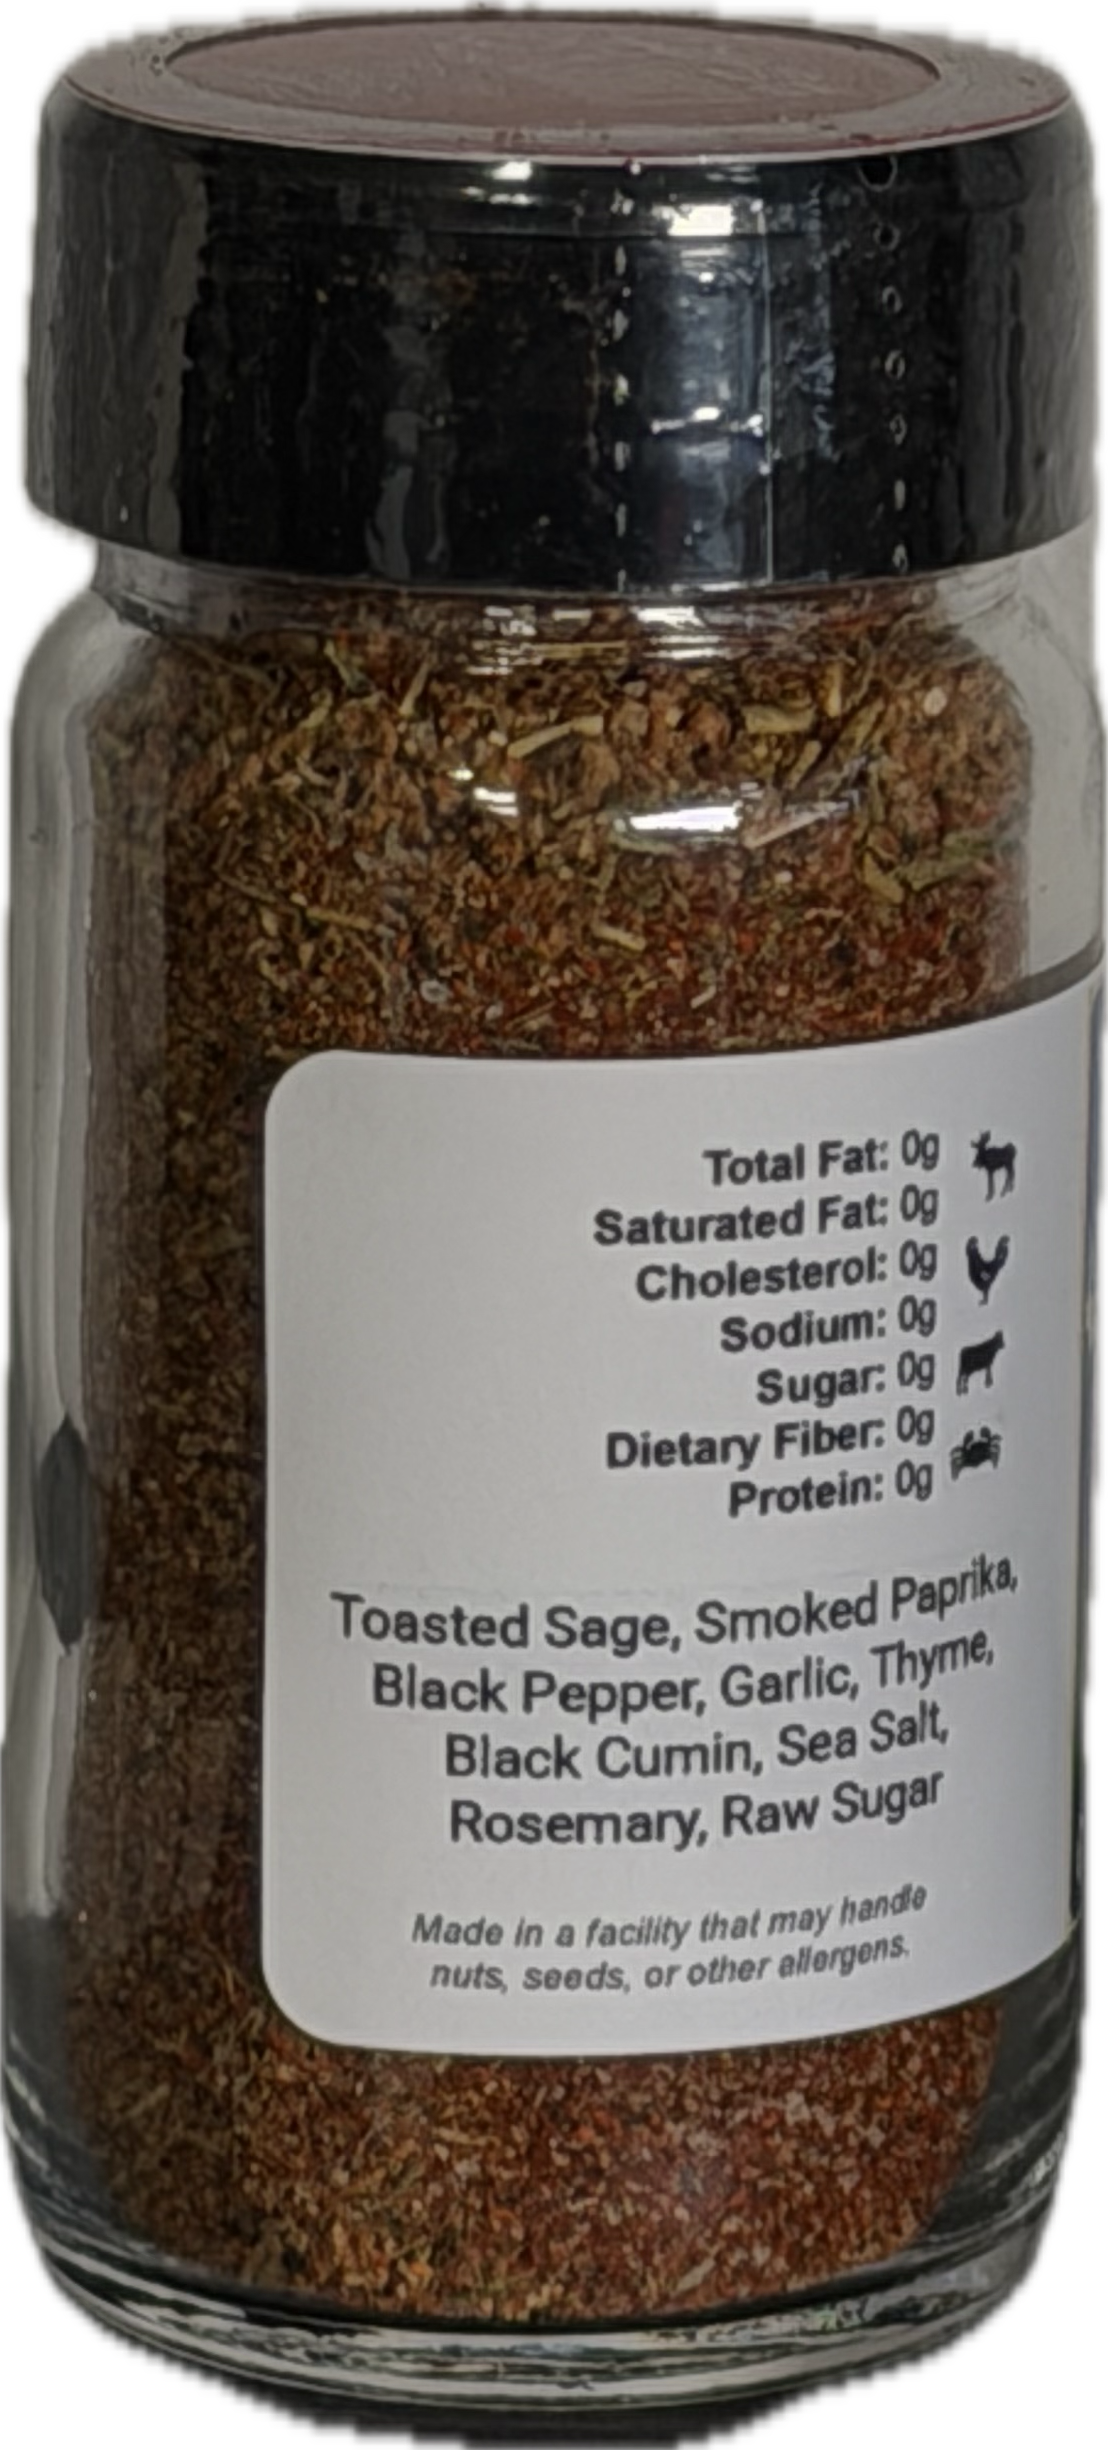 Total Fat: 0g
Saturated Fat: 0g
Cholesterol: 0g
Sodium: 0g
Sugar: 0g
Dietary Fiber: 0g
Protein: 0g
Toasted Sage, Smoked Paprika,
Black Pepper, Garlic, Thyme,
Black Cumin, Sea Salt,
Rosemary, Raw Sugar
Made in a facility that may handle
nuts, seeds, or other allergens.